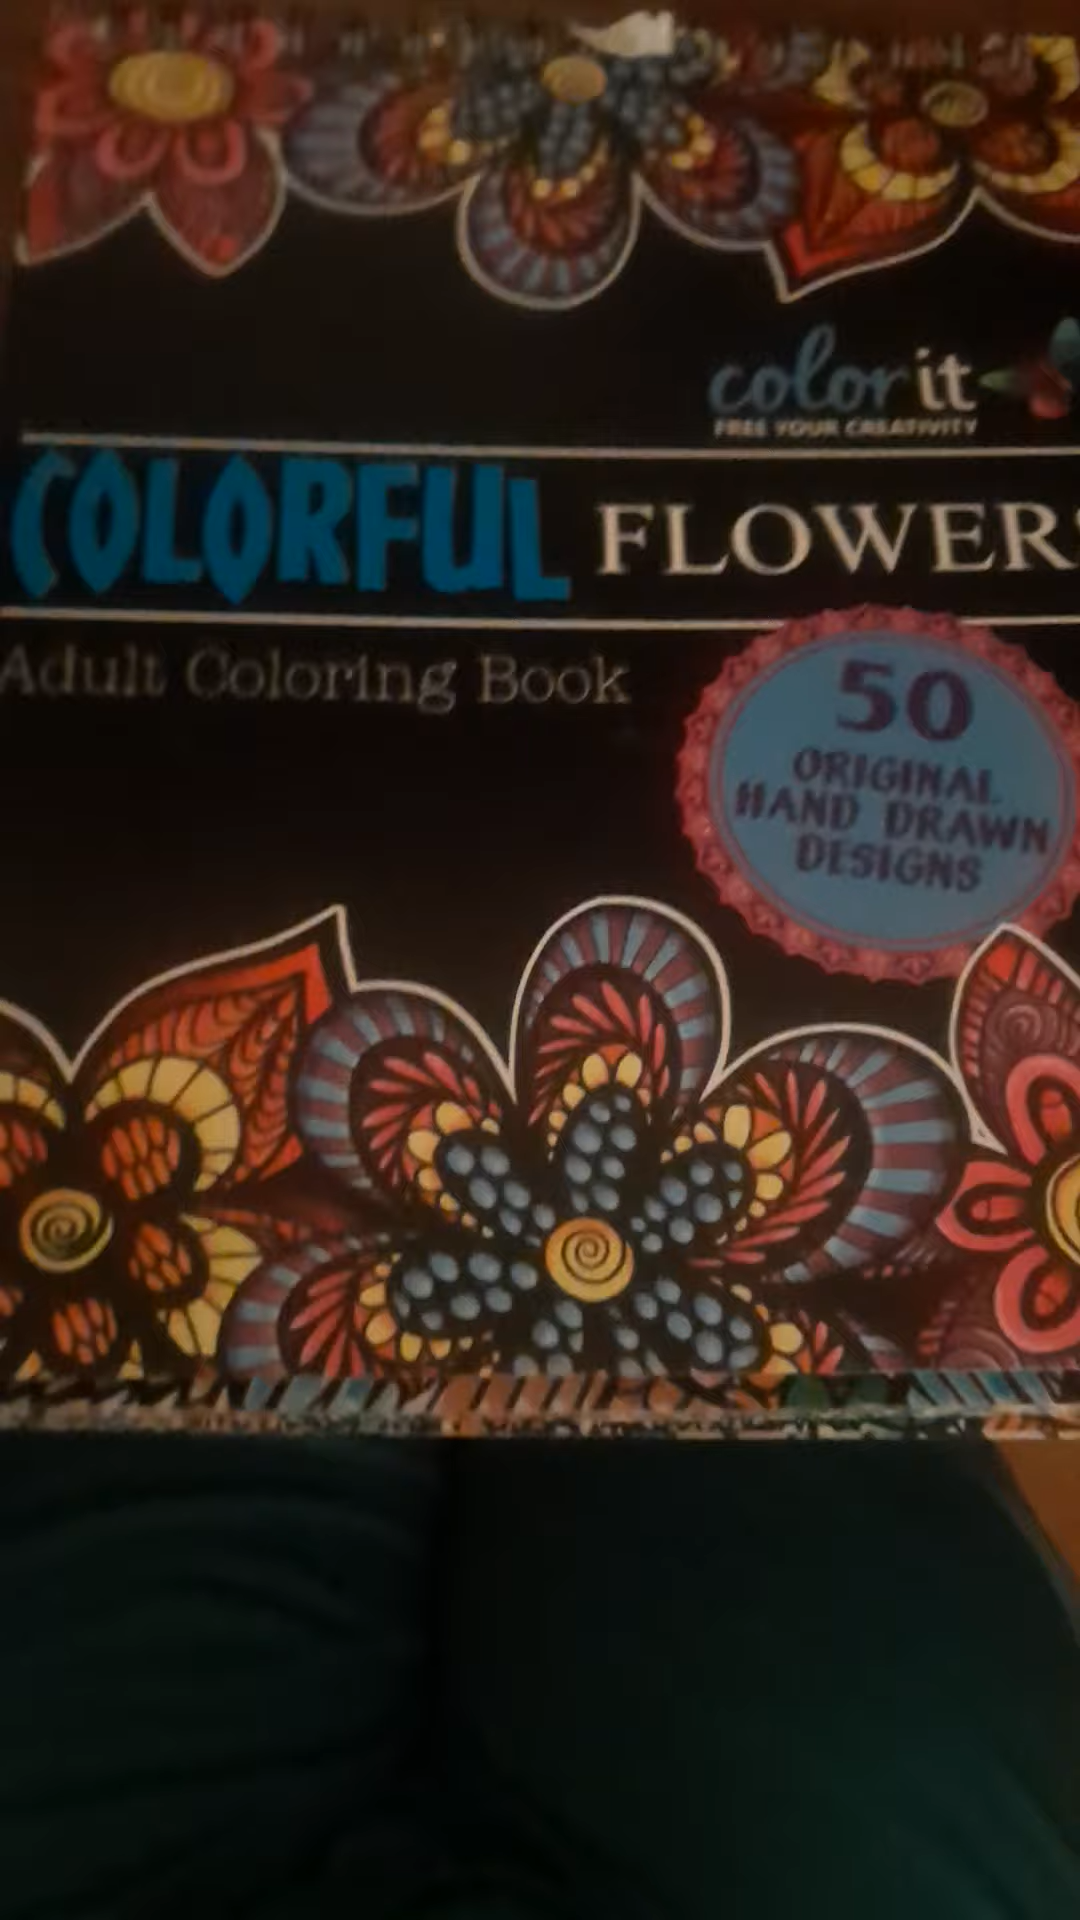 color it
FREE YOUR CREATIVITY
COLORFUL FLOWERS
Adult Coloring Book
50
ORIGINAL
HAND DRAWN
DESIGNS